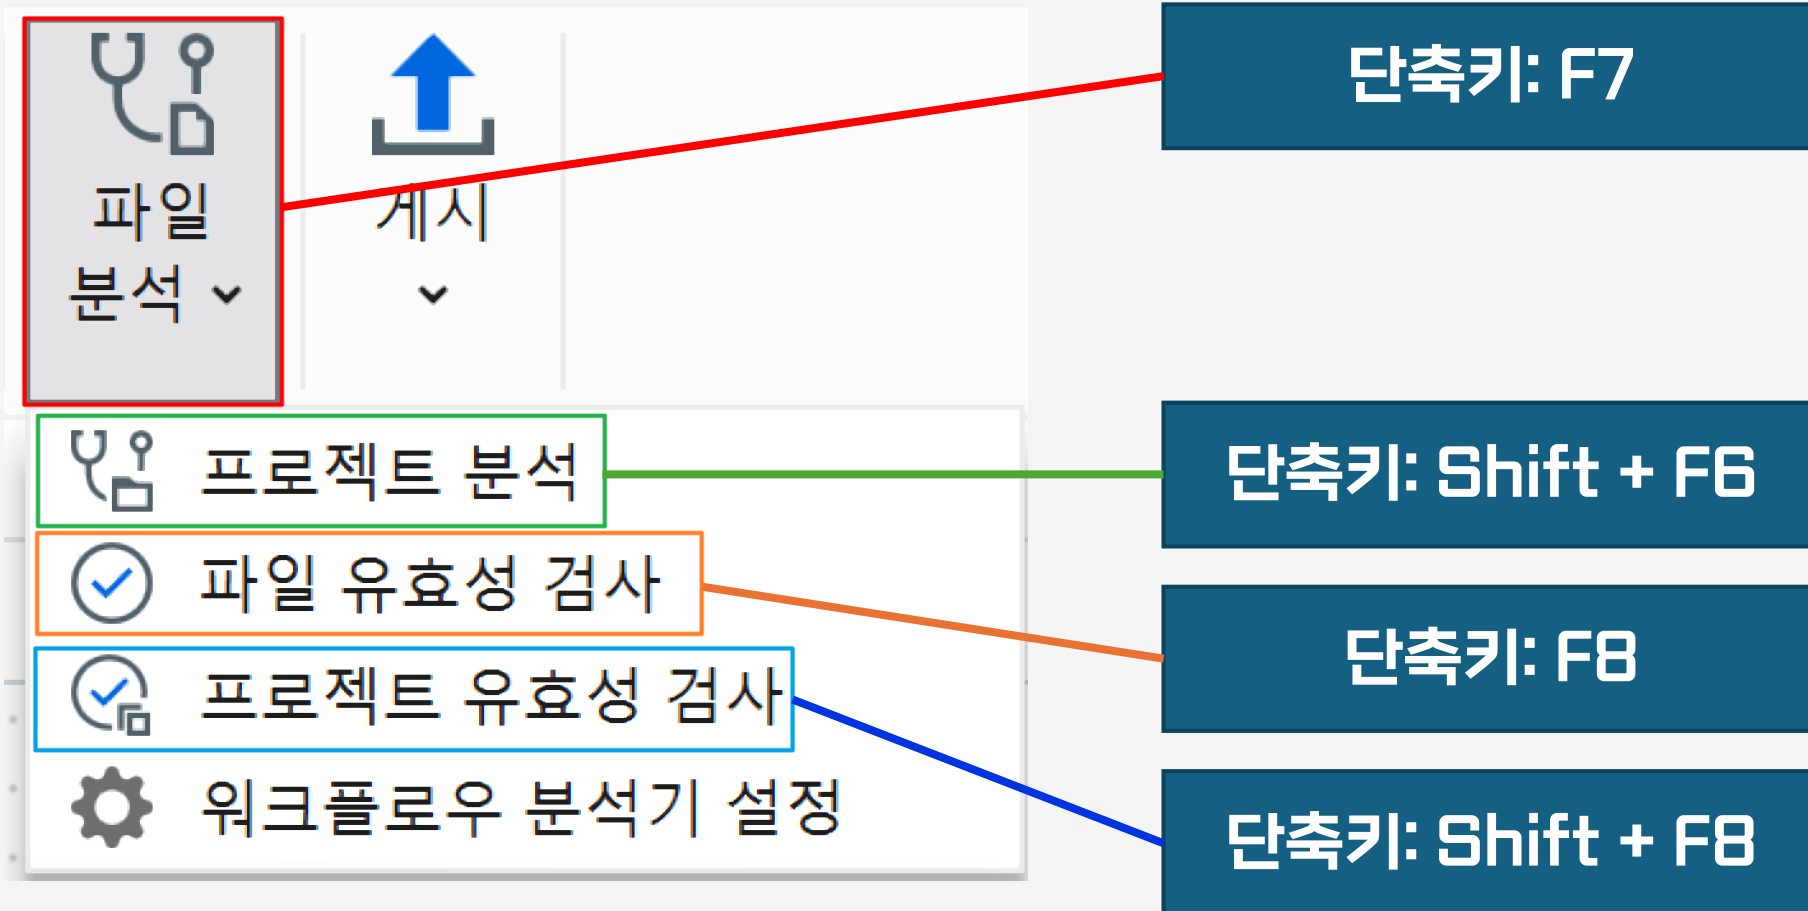 파일
분석
게시
단축키: F7
프로젝트 분석
단축키: Shift + F6
파일 유효성 검사
단축키: F8
프로젝트 유효성 검사
단축키: Shift + F8
워크플로우 분석기 설정